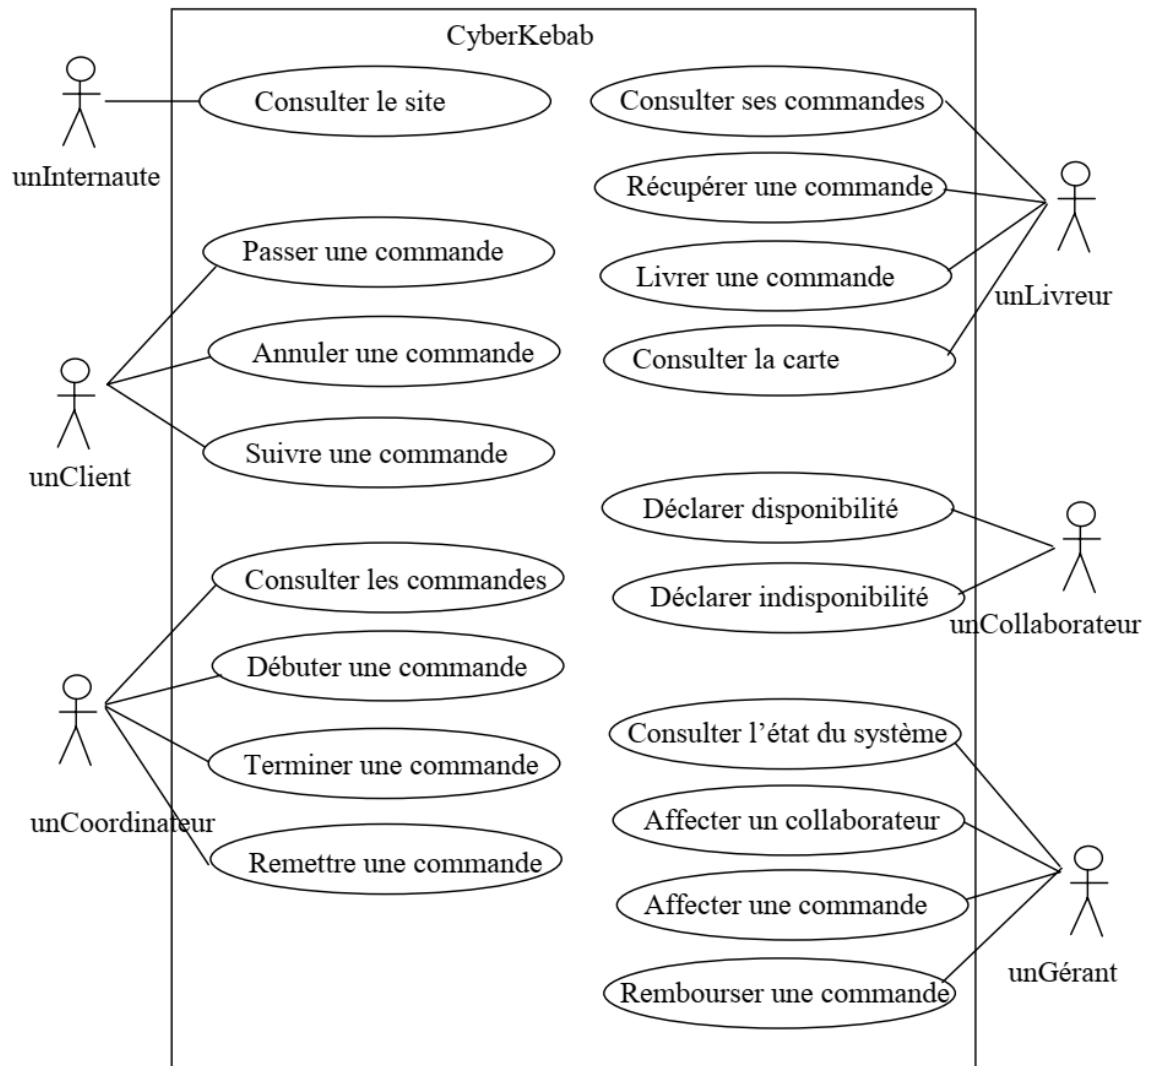 CyberKebab
unInternaute
Consulter le site
unClient
Passer une commande
Annuler une commande
Suivre une commande
unCoordinateur
Consulter les commandes
Débuter une commande
Terminer une commande
Remettre une commande
Consulter ses commandes
Récupérer une commande
Livrer une commande
Consulter la carte
unLivreur
Déclarer disponibilité
Déclarer indisponibilité
unCollaborateur
Consulter l’état du système
Affecter un collaborateur
Affecter une commande
Rembourser une commande
unGérant